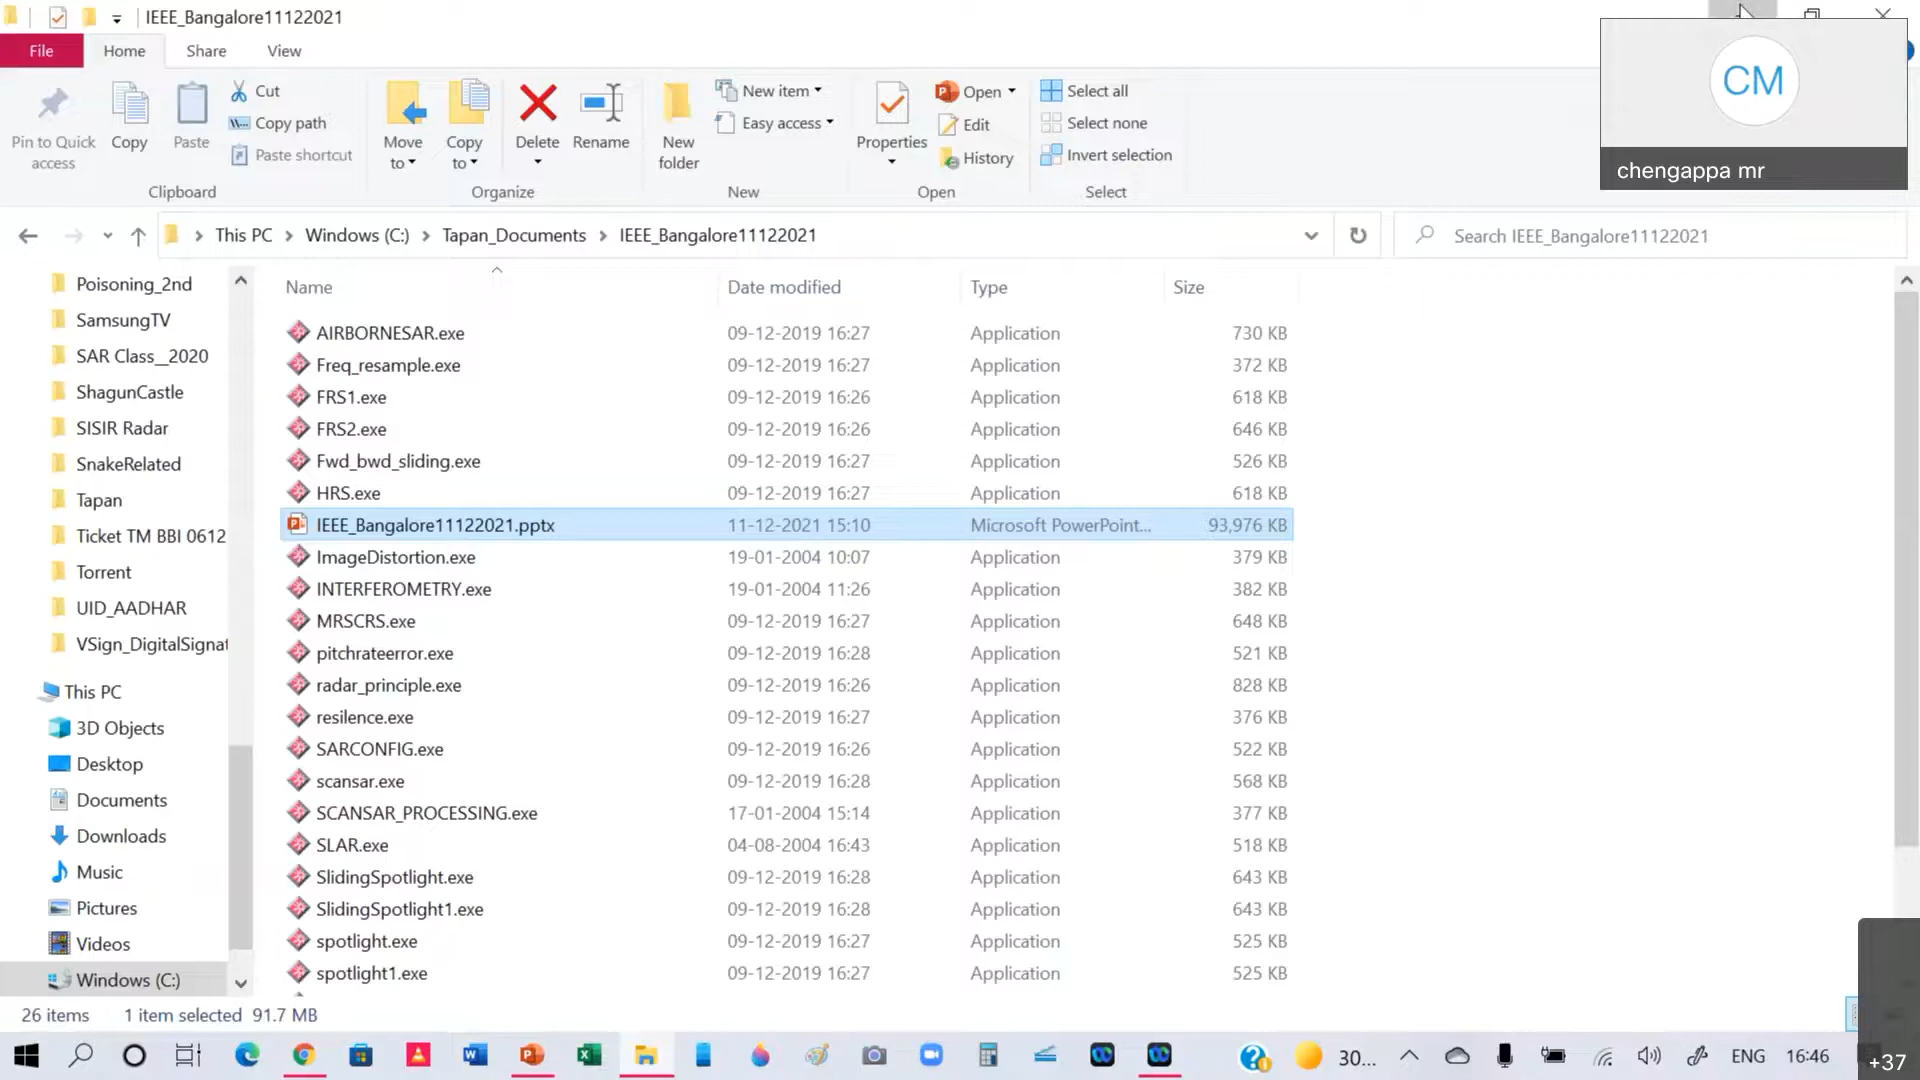 IEEE_Bangalore11122021
File Home Share View
Pin to Quick access
Copy
Paste
Cut
Copy path
Paste shortcut
Clipboard
Move to
Copy to
Delete
Rename
Organize
New folder
New item
Easy access
New
Properties
Open
Edit
History
Open
Select all
Select none
Invert selection
Select
CM
chengappa mr
This PC Windows (C:) Tapan_Documents IEEE_Bangalore11122021
Search IEEE_Bangalore11122021
Poisoning_2nd
SamsungTV
SAR Class__2020
ShagunCastle
SISIR Radar
SnakeRelated
Tapan
Ticket TM BBI 0612
Torrent
UID_AADHAR
VSign_DigitalSignat
This PC
3D Objects
Desktop
Documents
Downloads
Music
Pictures
Videos
Windows (C:)
Name Date modified Type Size
AIRBORNESAR.exe 09-12-2019 16:27 Application 730 KB
Freq_resample.exe 09-12-2019 16:27 Application 372 KB
FRS1.exe 09-12-2019 16:26 Application 618 KB
FRS2.exe 09-12-2019 16:26 Application 646 KB
Fwd_bwd_sliding.exe 09-12-2019 16:27 Application 526 KB
HRS.exe 09-12-2019 16:27 Application 618 KB
IEEE_Bangalore11122021.pptx 11-12-2021 15:10 Microsoft PowerPoint... 93,976 KB
ImageDistortion.exe 19-01-2004 10:07 Application 379 KB
INTERFEROMETRY.exe 19-01-2004 11:26 Application 382 KB
MRSCRS.exe 09-12-2019 16:27 Application 648 KB
pitchrateerror.exe 09-12-2019 16:28 Application 521 KB
radar_principle.exe 09-12-2019 16:26 Application 828 KB
resilence.exe 09-12-2019 16:27 Application 376 KB
SARCONFIG.exe 09-12-2019 16:26 Application 522 KB
scansar.exe 09-12-2019 16:28 Application 568 KB
SCANSAR_PROCESSING.exe 17-01-2004 15:14 Application 377 KB
SLAR.exe 04-08-2004 16:43 Application 518 KB
SlidingSpotlight.exe 09-12-2019 16:28 Application 643 KB
SlidingSpotlight1.exe 09-12-2019 16:28 Application 643 KB
spotlight.exe 09-12-2019 16:27 Application 525 KB
spotlight1.exe 09-12-2019 16:27 Application 525 KB
26 items 1 item selected 91.7 MB
30... ENG 16:46
+37